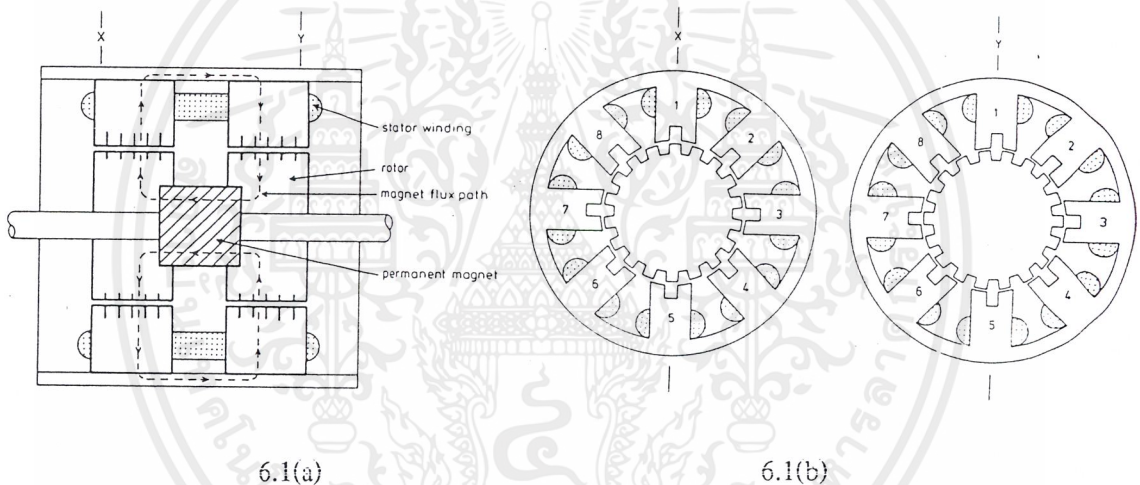 X
Y
stator winding
rotor
magnet flux path
permanent magnet
6.1(a)
X
1
2
3
4
5
6
7
8
Y
1
2
3
4
5
6
7
8
6.1(b)